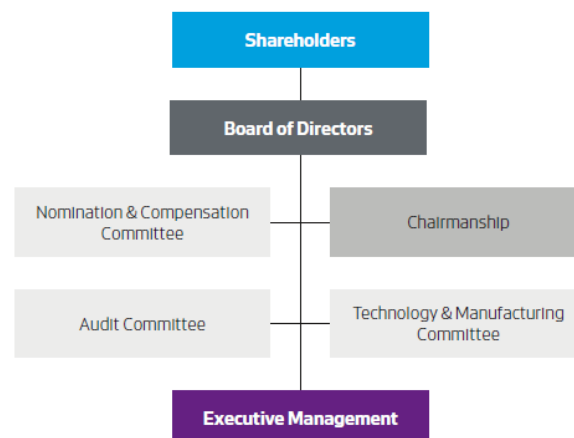 Shareholders
Board of Directors
Nomination & Compensation
Committee
Chairmanship
Audit Committee
Technology & Manufacturing
Committee
Executive Management